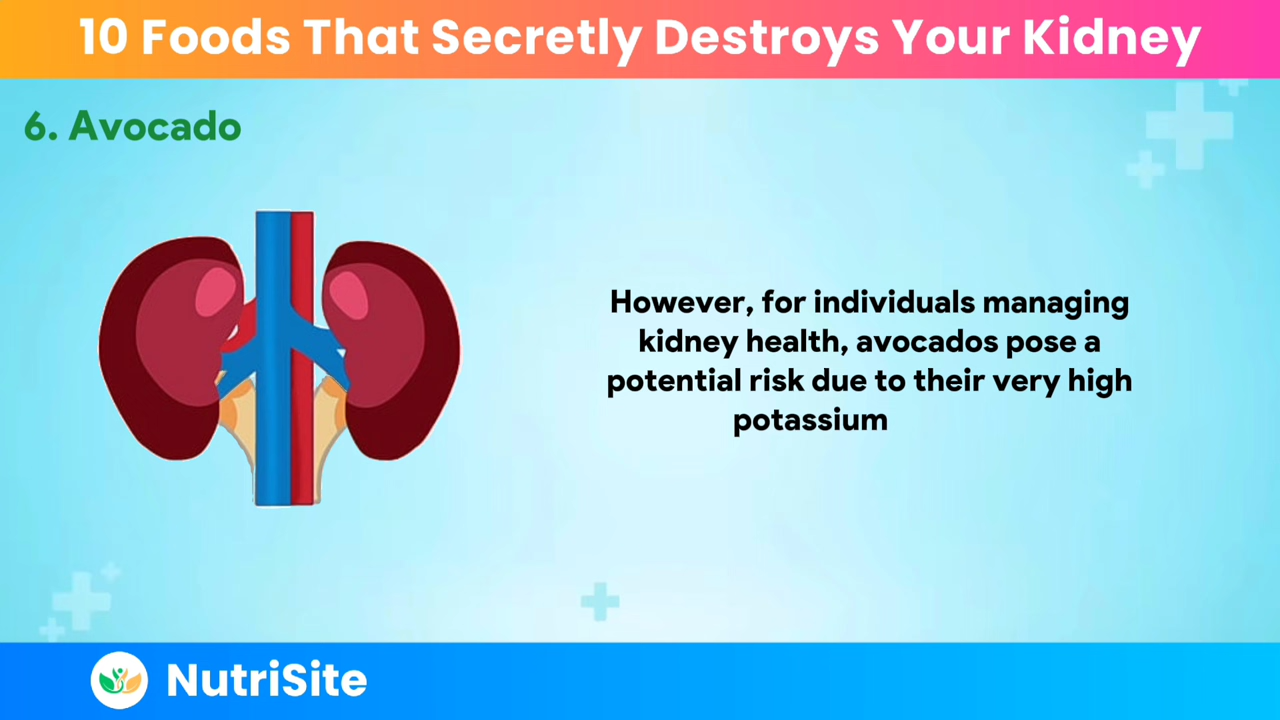 10 Foods That Secretly Destroys Your Kidney
6. Avocado
However, for individuals managing
kidney health, avocados pose a
potential risk due to their very high
potassium
NutriSite